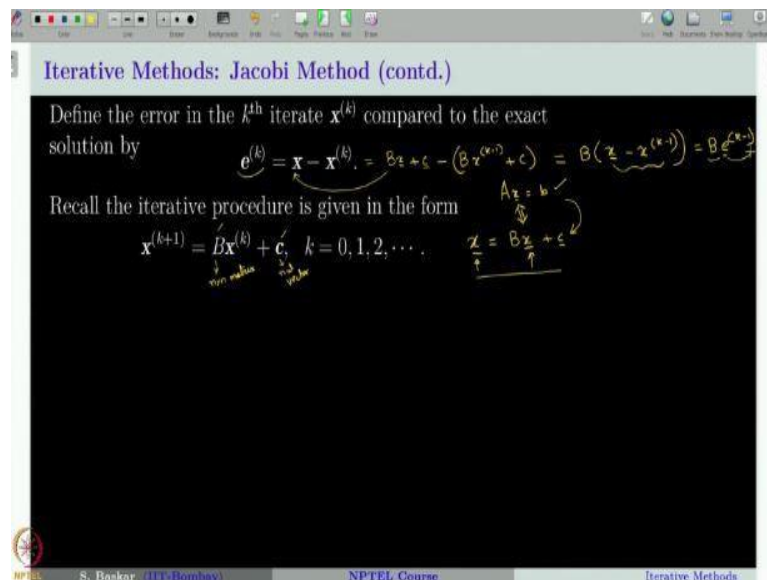 Iterative Methods: Jacobi Method (contd.)
Define the error in the kᵗʰ iterate x⁽ᵏ⁾ compared to the exact
solution by
e⁽ᵏ⁾ = x − x⁽ᵏ⁾. = Bx + c − (Bx⁽ᵏ⁻¹⁾ + c) = B(x − x⁽ᵏ⁻¹⁾) = Be⁽ᵏ⁻¹⁾
Ax = b
Recall the iterative procedure is given in the form
x⁽ᵏ⁺¹⁾ = Bx⁽ᵏ⁾ + c, k = 0, 1, 2, ⋯ .
x = Bx + c
S. Baskar (IIT-Bombay) NPTEL Course Iterative Methods